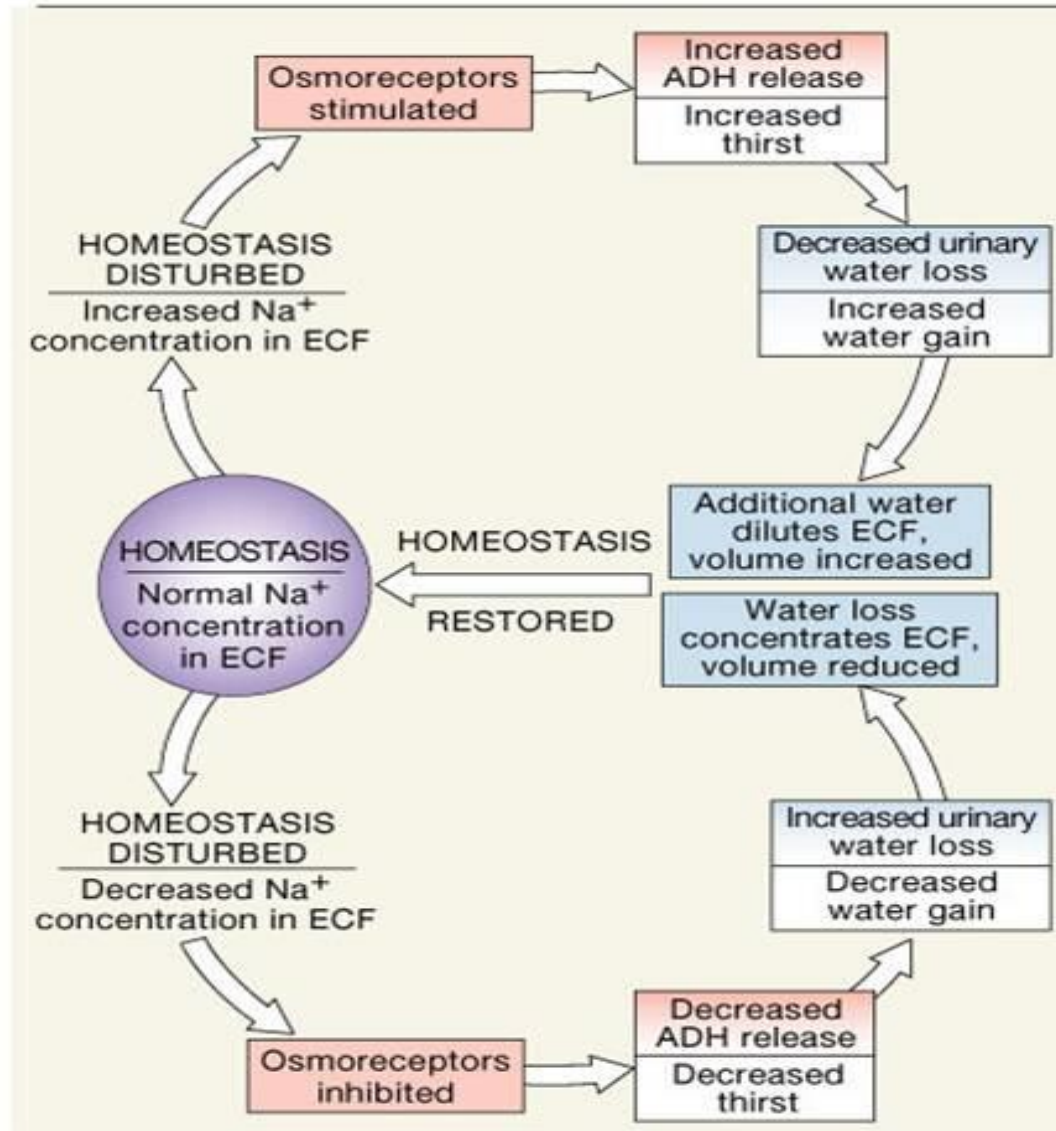 Osmoreceptors
stimulated
Increased
ADH release
Increased
thirst
HOMEOSTASIS
DISTURBED
Increased Na⁺
concentration in ECF
Decreased urinary
water loss
Increased
water gain
Additional water
dilutes ECF,
volume increased
HOMEOSTASIS
RESTORED
HOMEOSTASIS
Normal Na⁺
concentration
in ECF
Water loss
concentrates ECF,
volume reduced
HOMEOSTASIS
DISTURBED
Decreased Na⁺
concentration in ECF
Increased urinary
water loss
Decreased
water gain
Osmoreceptors
inhibited
Decreased
ADH release
Decreased
thirst